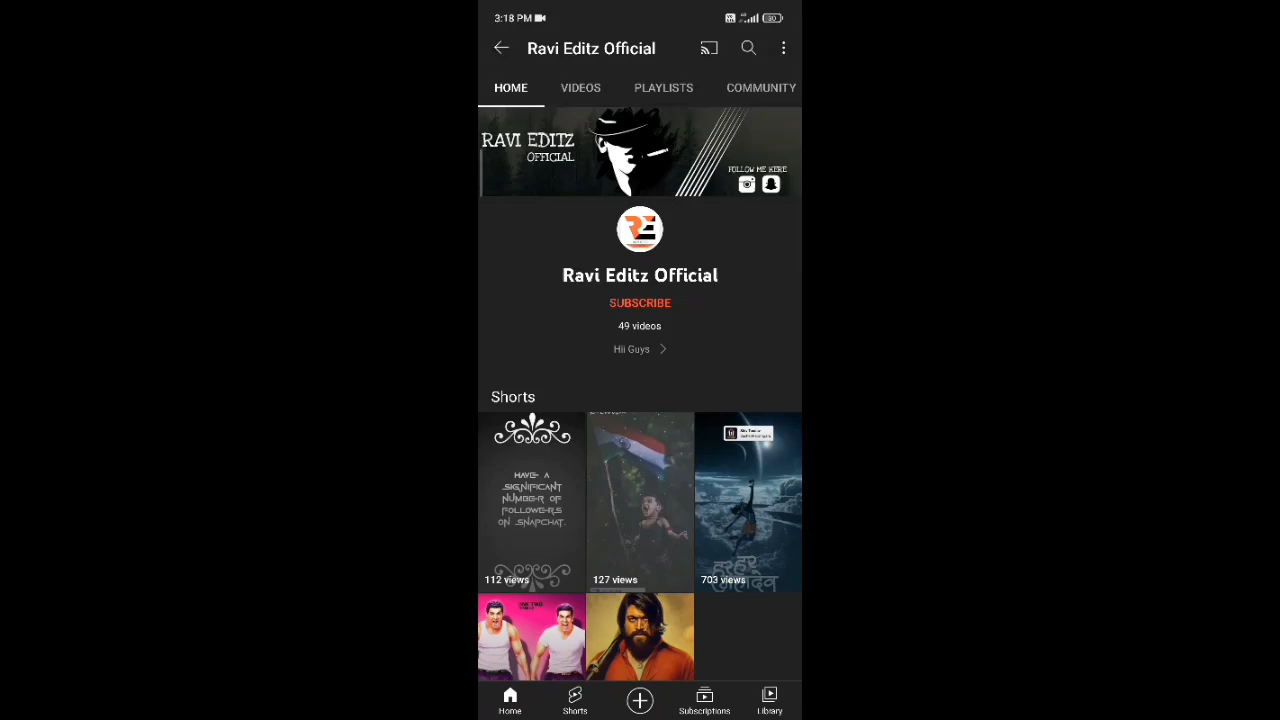 3:18 PM
30
Ravi Editz Official
HOME VIDEOS PLAYLISTS COMMUNITY
RAVI EDITZ
OFFICIAL
FOLLOW ME HERE
RE
Ravi Editz Official
SUBSCRIBE
49 videos
Hii Guys
Shorts
HAVE A
SIGNIFICANT
NUMBER OF
FOLLOWERS
ON SNAPCHAT.
112 views
127 views
हर हर
महादेव
703 views
Home Shorts Subscriptions Library